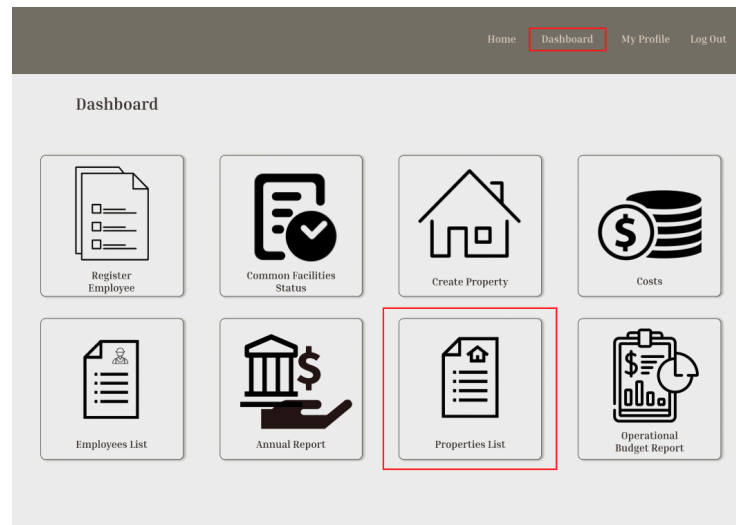 Home Dashboard My Profile Log Out
Dashboard
Register
Employee
Common Facilities
Status
Create Property
Costs
Employees List
Annual Report
Properties List
Operational
Budget Report